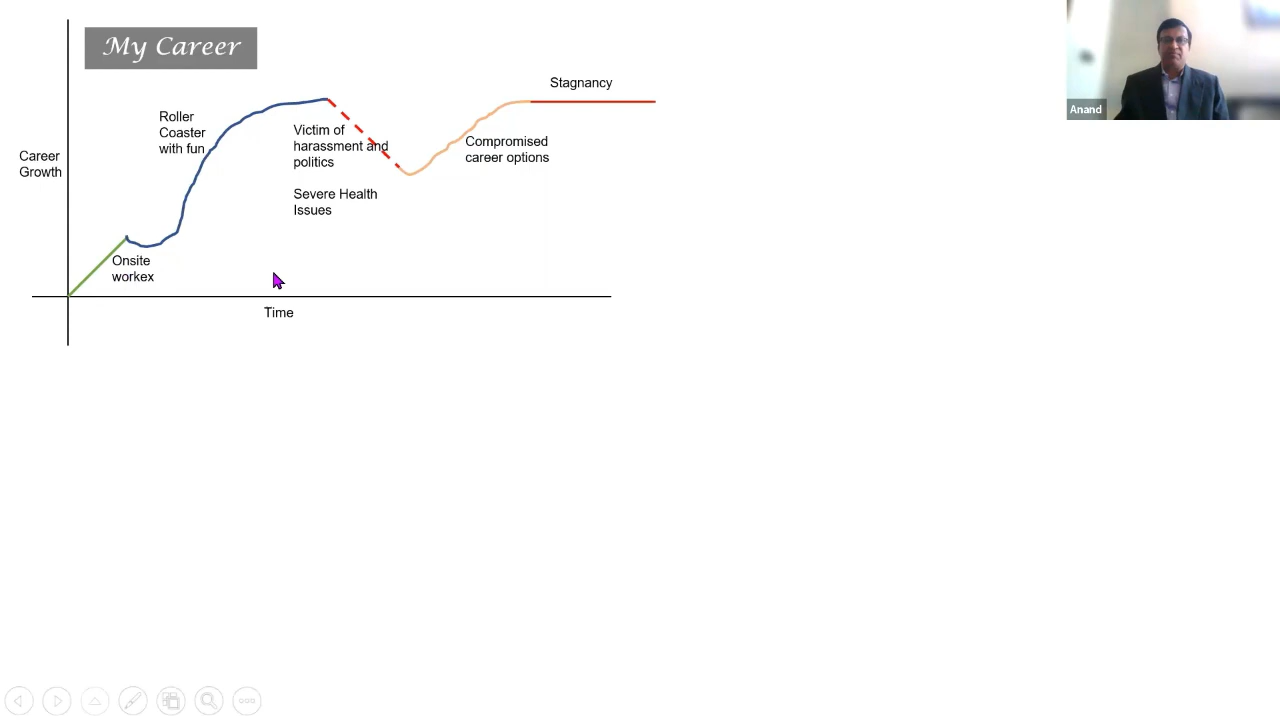 My Career
Stagnancy
Anand
Roller
Coaster
with fun
Victim of
harassment and
politics
Compromised
career options
Career
Growth
Severe Health
Issues
Onsite
workex
Time